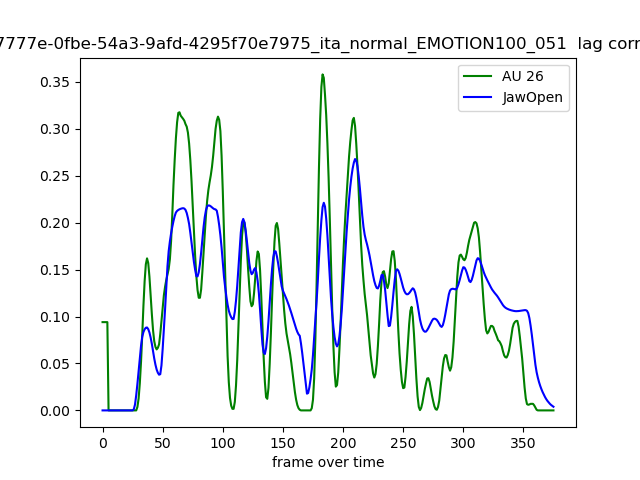 7777e-0fbe-54a3-9afd-4295f70e7975_ita_normal_EMOTION100_051 lag corr
AU 26
JawOpen
0.35
0.30
0.25
0.20
0.15
0.10
0.05
0.00
0 50 100 150 200 250 300 350
frame over time